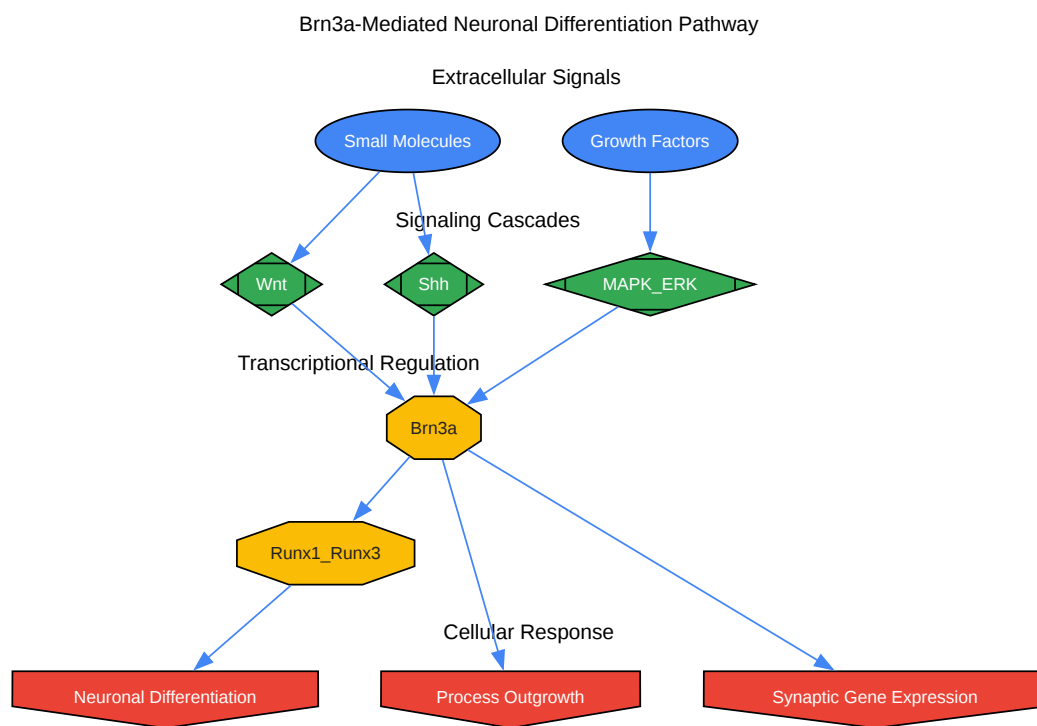 Brn3a-Mediated Neuronal Differentiation Pathway
Extracellular Signals
Small Molecules
Growth Factors
Signaling Cascades
Wnt
Shh
MAPK_ERK
Transcriptional Regulation
Brn3a
Runx1_Runx3
Cellular Response
Neuronal Differentiation
Process Outgrowth
Synaptic Gene Expression